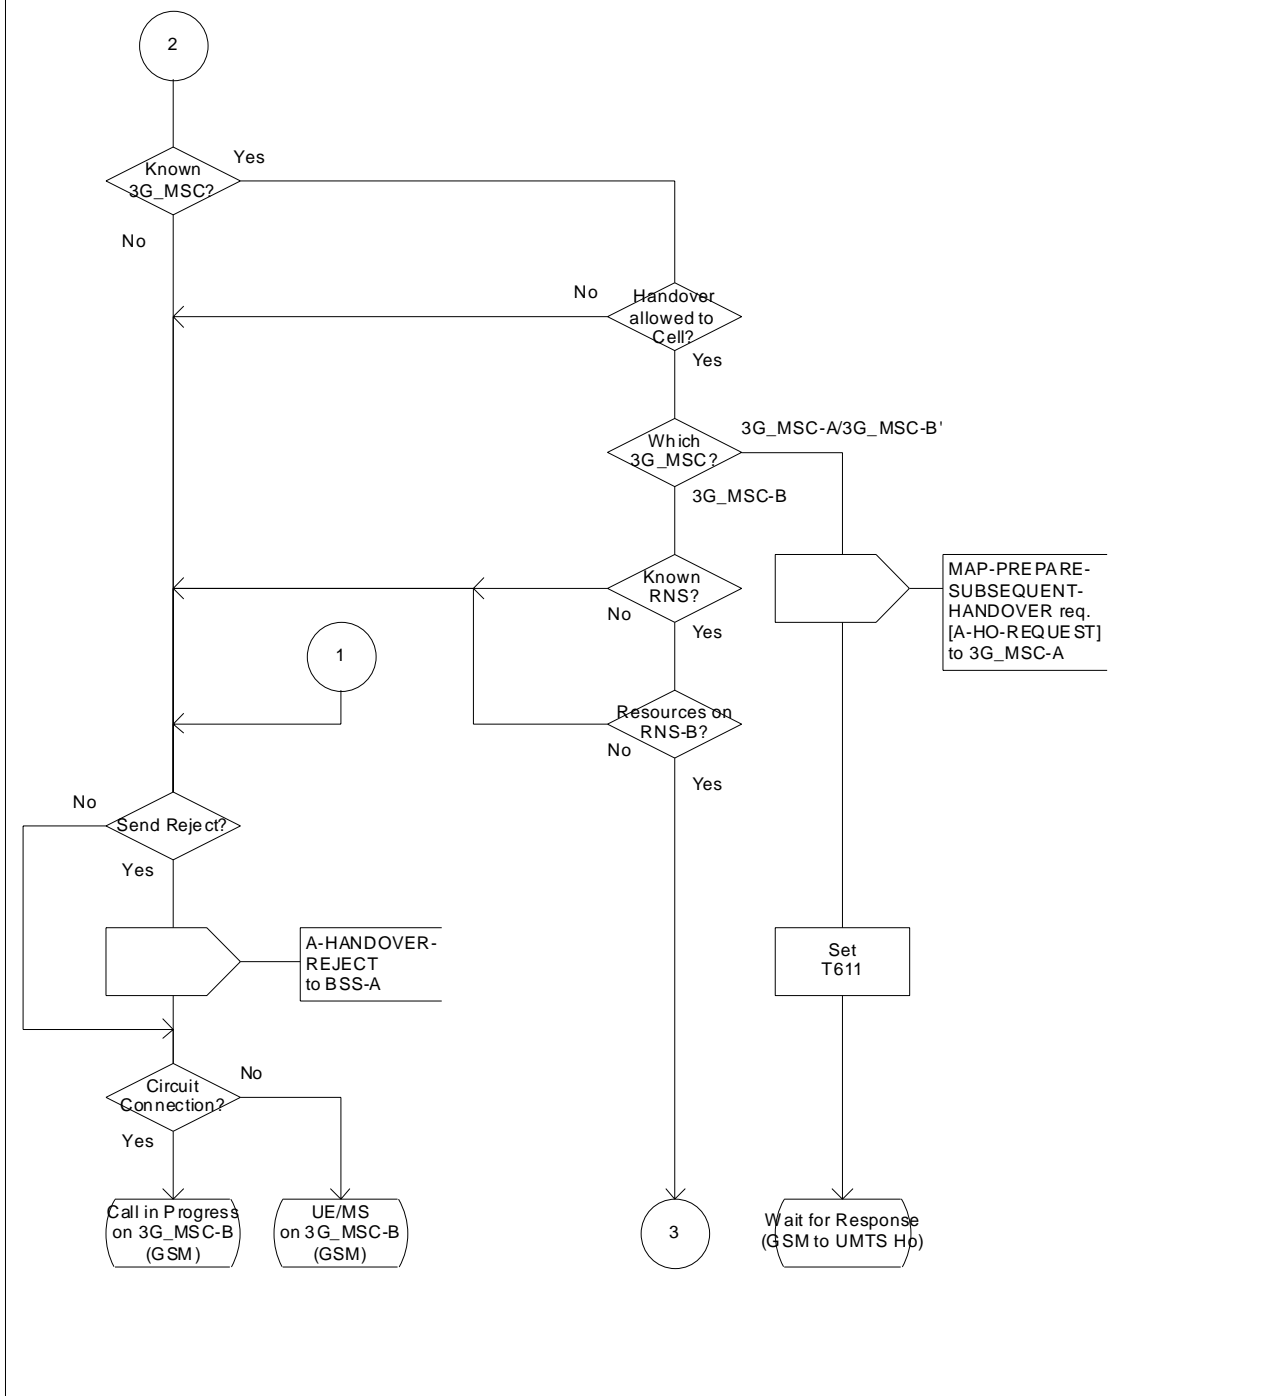 2
Known
3G_MSC?
Yes
No
No
Handover
allowed to
Cell?
Yes
Which
3G_MSC?
3G_MSC-A/3G_MSC-B'
3G_MSC-B
Known
RNS?
No
Yes
MAP-PREPARE-
SUBSEQUENT-
HANDOVER req.
[A-HO-REQUEST]
to 3G_MSC-A
1
Resources on
RNS-B?
No
Yes
No
Send Reject?
Yes
A-HANDOVER-
REJECT
to BSS-A
Set
T611
Circuit
Connection?
No
Yes
Call in Progress
on 3G_MSC-B
(GSM)
UE/MS
on 3G_MSC-B
(GSM)
3
Wait for Response
(GSM to UMTS Ho)